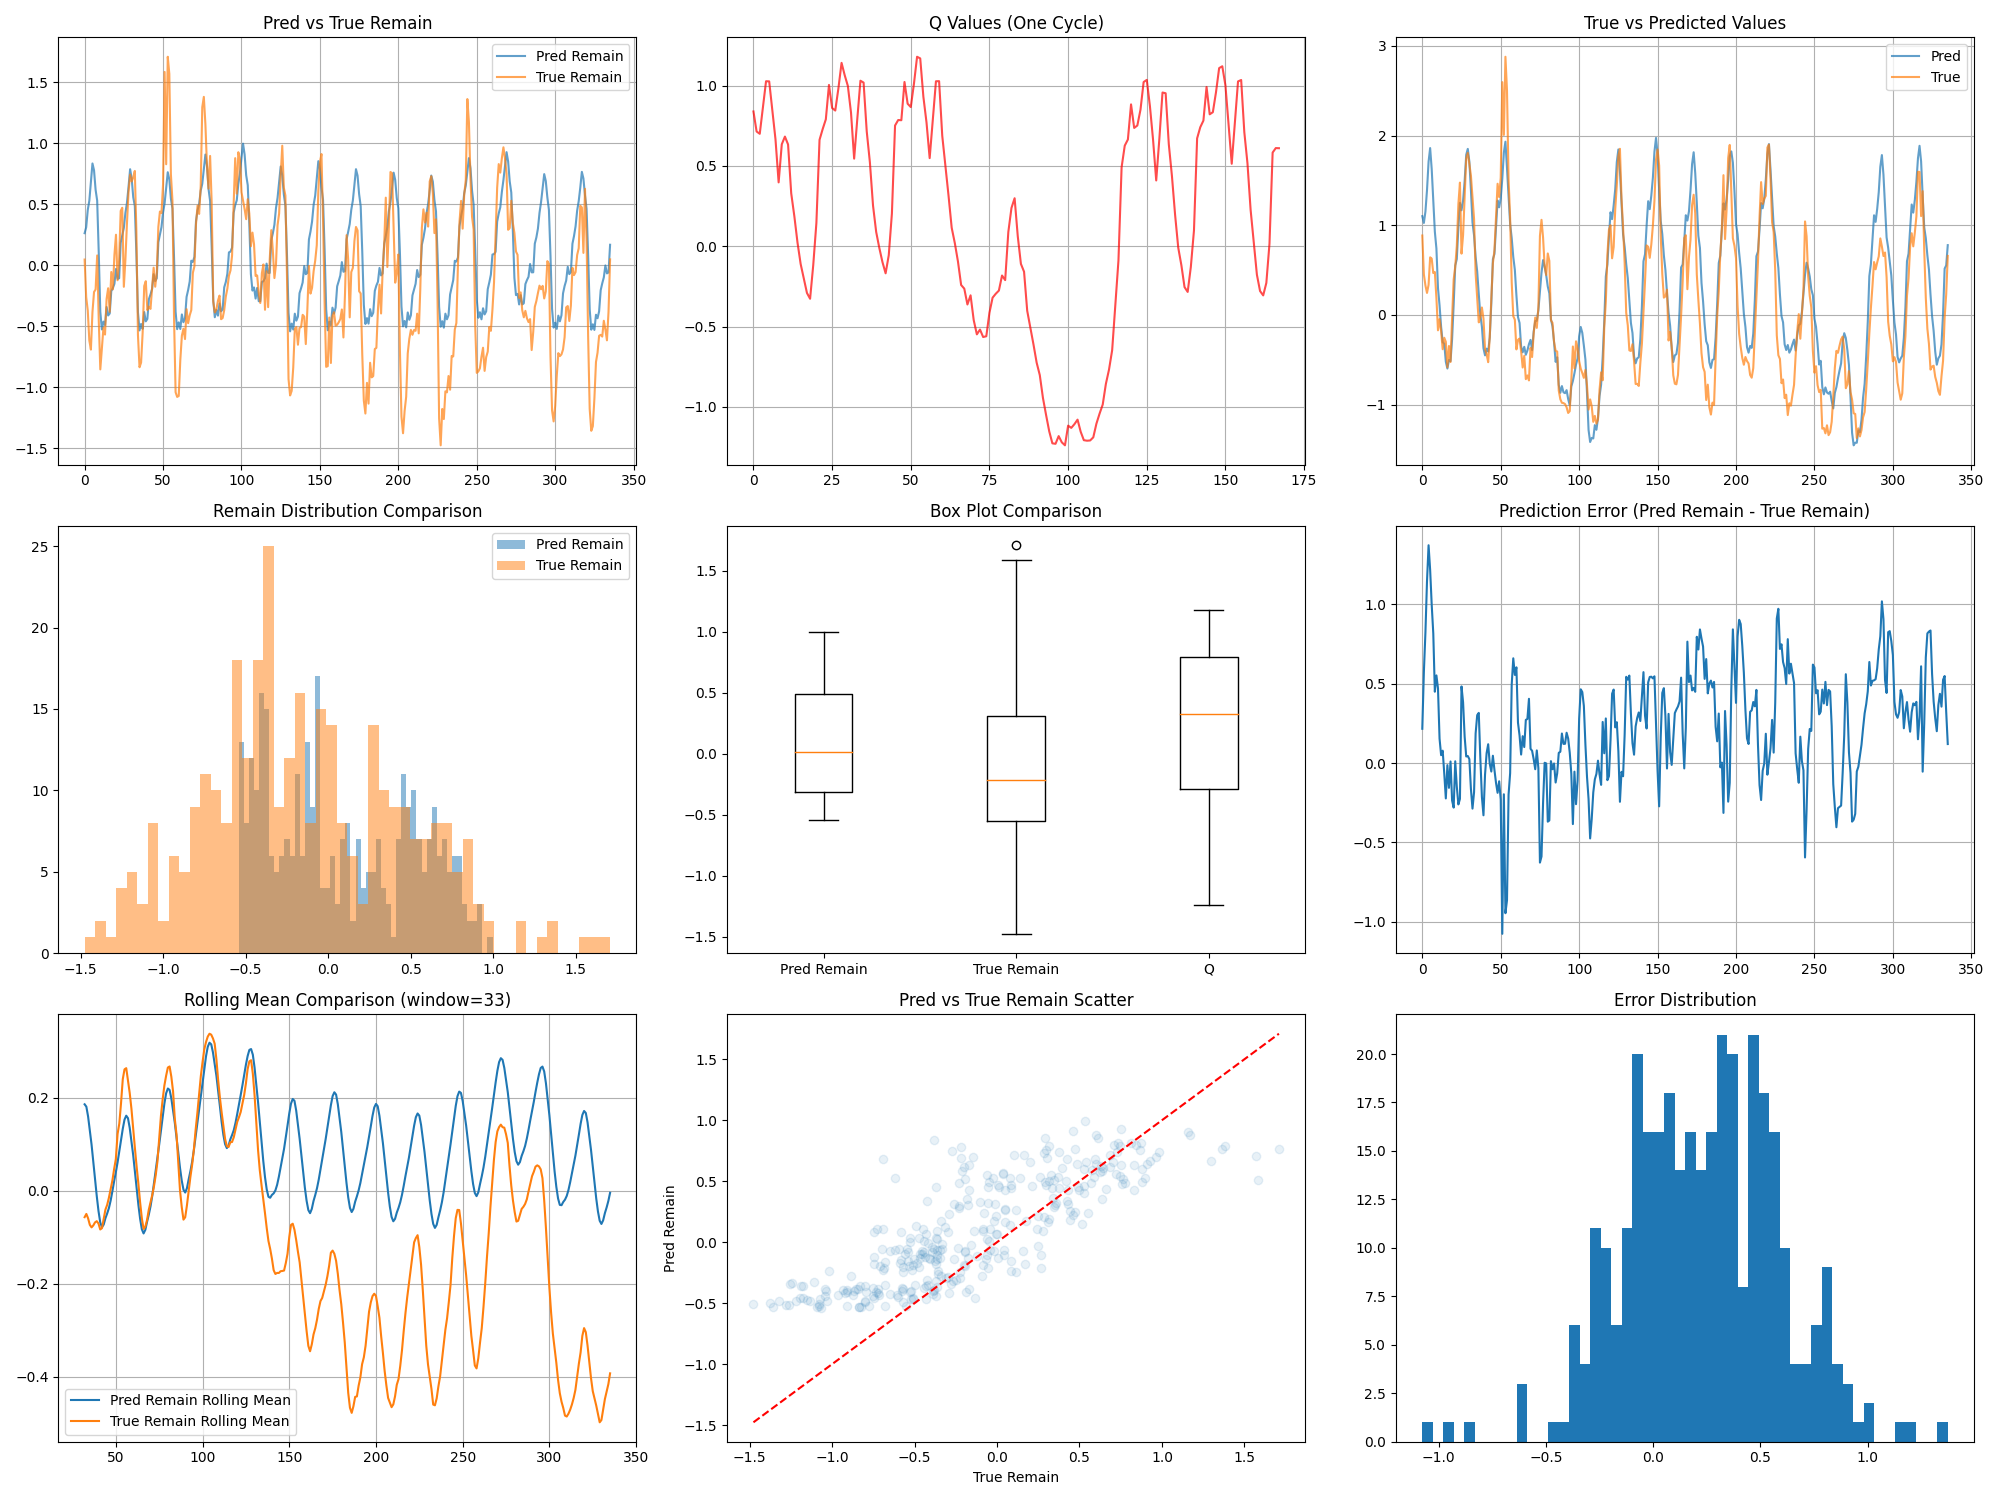 Pred vs True Remain
Pred Remain
True Remain
1.5
1.0
0.5
0.0
−0.5
−1.0
−1.5
0 50 100 150 200 250 300 350
Q Values (One Cycle)
1.0
0.5
0.0
−0.5
−1.0
0 25 50 75 100 125 150 175
True vs Predicted Values
Pred
True
3
2
1
0
−1
0 50 100 150 200 250 300 350
Remain Distribution Comparison
Pred Remain
True Remain
25
20
15
10
5
0
−1.5 −1.0 −0.5 0.0 0.5 1.0 1.5
Box Plot Comparison
1.5
1.0
0.5
0.0
−0.5
−1.0
−1.5
Pred Remain True Remain Q
Prediction Error (Pred Remain - True Remain)
1.0
0.5
0.0
−0.5
−1.0
0 50 100 150 200 250 300 350
Rolling Mean Comparison (window=33)
0.2
0.0
−0.2
−0.4
Pred Remain Rolling Mean
True Remain Rolling Mean
50 100 150 200 250 300 350
Pred vs True Remain Scatter
Pred Remain
1.5
1.0
0.5
0.0
−0.5
−1.0
−1.5
−1.5 −1.0 −0.5 0.0 0.5 1.0 1.5
True Remain
Error Distribution
20.0
17.5
15.0
12.5
10.0
7.5
5.0
2.5
0.0
−1.0 −0.5 0.0 0.5 1.0